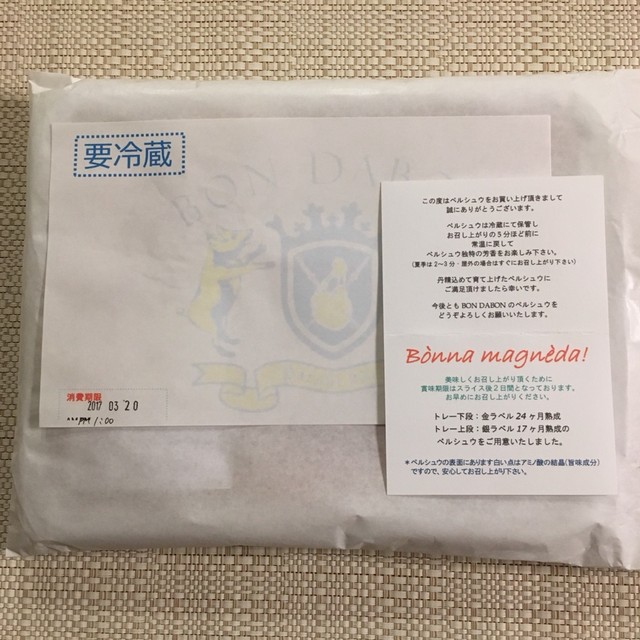 要冷蔵
BON DABON
消費期限
2017 03 20
PM 1:00
この度はペルシュウをお買い上げ頂きまして
誠にありがとうございます。
ペルシュウは冷蔵にて保管し
お召し上がりの5分ほど前に
常温に戻して
ペルシュウ独特の芳香をお楽しみ下さい。
(夏季は2〜3分・屋外の場合はすぐにお召し上がり下さい)
丹精込めて育て上げたペルシュウに
ご満足頂けましたら幸いです。
今後とも BON DABON のペルシュウを
どうぞよろしくお願いいたします。
Bònna magnèda!
美味しくお召し上がり頂くために
賞味期限はスライス後2日間となっております。
お早めにお召し上がりください。
トレー下段：金ラベル 24 ヶ月熟成
トレー上段：銀ラベル 17 ヶ月熟成の
ペルシュウをご用意いたしました。
*ペルシュウの表面にあります白い点はアミノ酸の結晶(旨味成分)
ですので、安心してお召し上がり下さい。